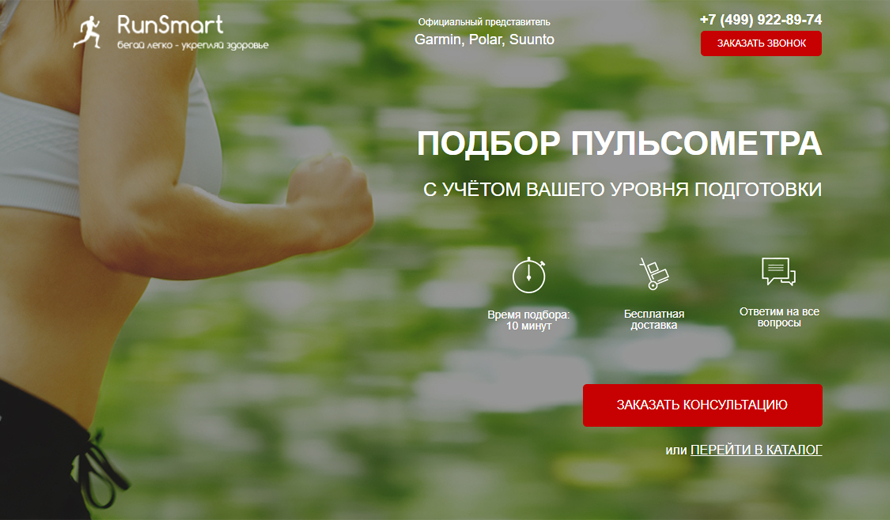 RunSmart
бегай легко - укрепляй здоровье
Официальный представитель
Garmin, Polar, Suunto
+7 (499) 922-89-74
ЗАКАЗАТЬ ЗВОНОК
ПОДБОР ПУЛЬСОМЕТРА
С УЧЁТОМ ВАШЕГО УРОВНЯ ПОДГОТОВКИ
Время подбора:
10 минут
Бесплатная
доставка
Ответим на все
вопросы
ЗАКАЗАТЬ КОНСУЛЬТАЦИЮ
или ПЕРЕЙТИ В КАТАЛОГ